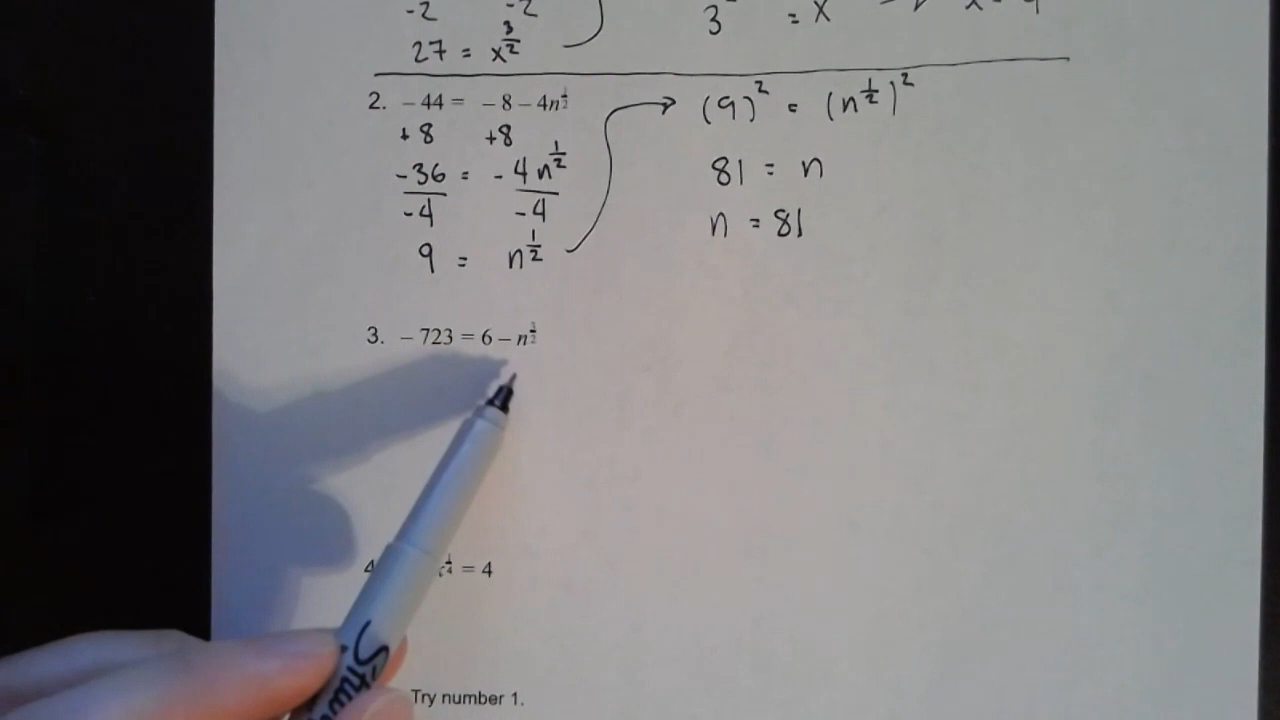 -2 -2
27 = x^{3/2}
3 = x
2. – 44 = – 8 – 4n^{1/2}
+8 +8
-36 = -4n^{1/2}
-4 -4
9 = n^{1/2}
(9)^2 = (n^{1/2})^2
81 = n
n = 81
3. – 723 = 6 – n^{3/2}
4 = 4
Try number 1.